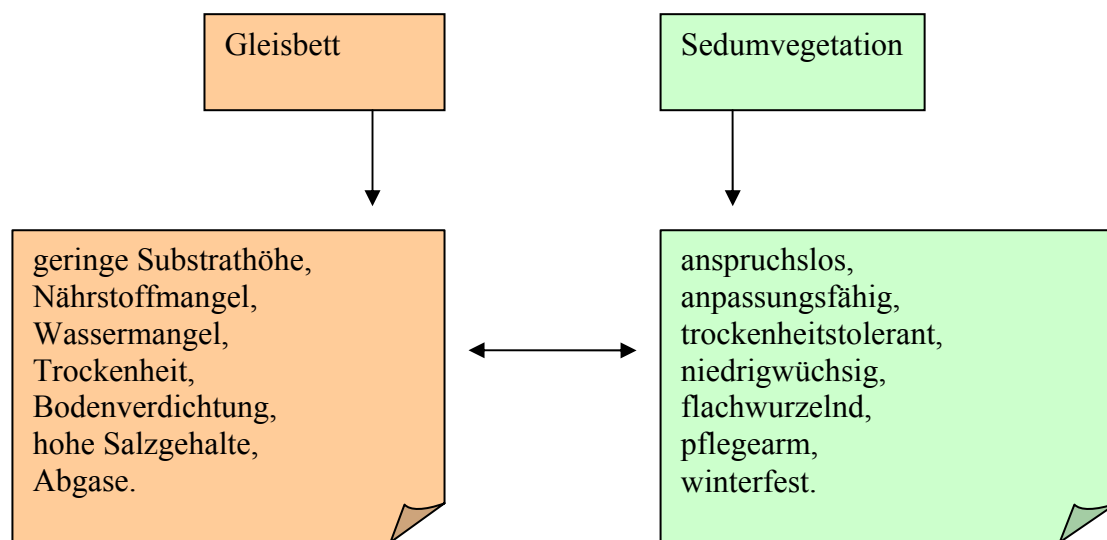 Gleisbett
Sedumvegetation
geringe Substrathöhe,
Nährstoffmangel,
Wassermangel,
Trockenheit,
Bodenverdichtung,
hohe Salzgehalte,
Abgase.
anspruchslos,
anpassungsfähig,
trockenheitstolerant,
niedrigwüchsig,
flachwurzelnd,
pflegearm,
winterfest.